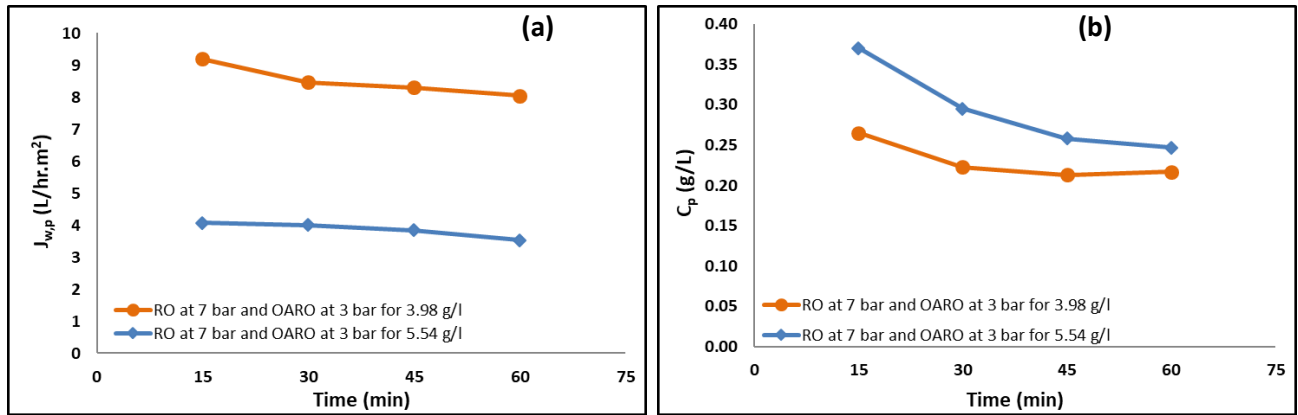 (a)
10
9
8
7
6
5
4
3
2
1
0
J_w,p (L/hr.m²)
RO at 7 bar and OARO at 3 bar for 3.98 g/l
RO at 7 bar and OARO at 3 bar for 5.54 g/l
0 15 30 45 60 75
Time (min)
(b)
0.40
0.35
0.30
0.25
0.20
0.15
0.10
0.05
0.00
C_p (g/L)
RO at 7 bar and OARO at 3 bar for 3.98 g/l
RO at 7 bar and OARO at 3 bar for 5.54 g/l
0 15 30 45 60 75
Time (min)